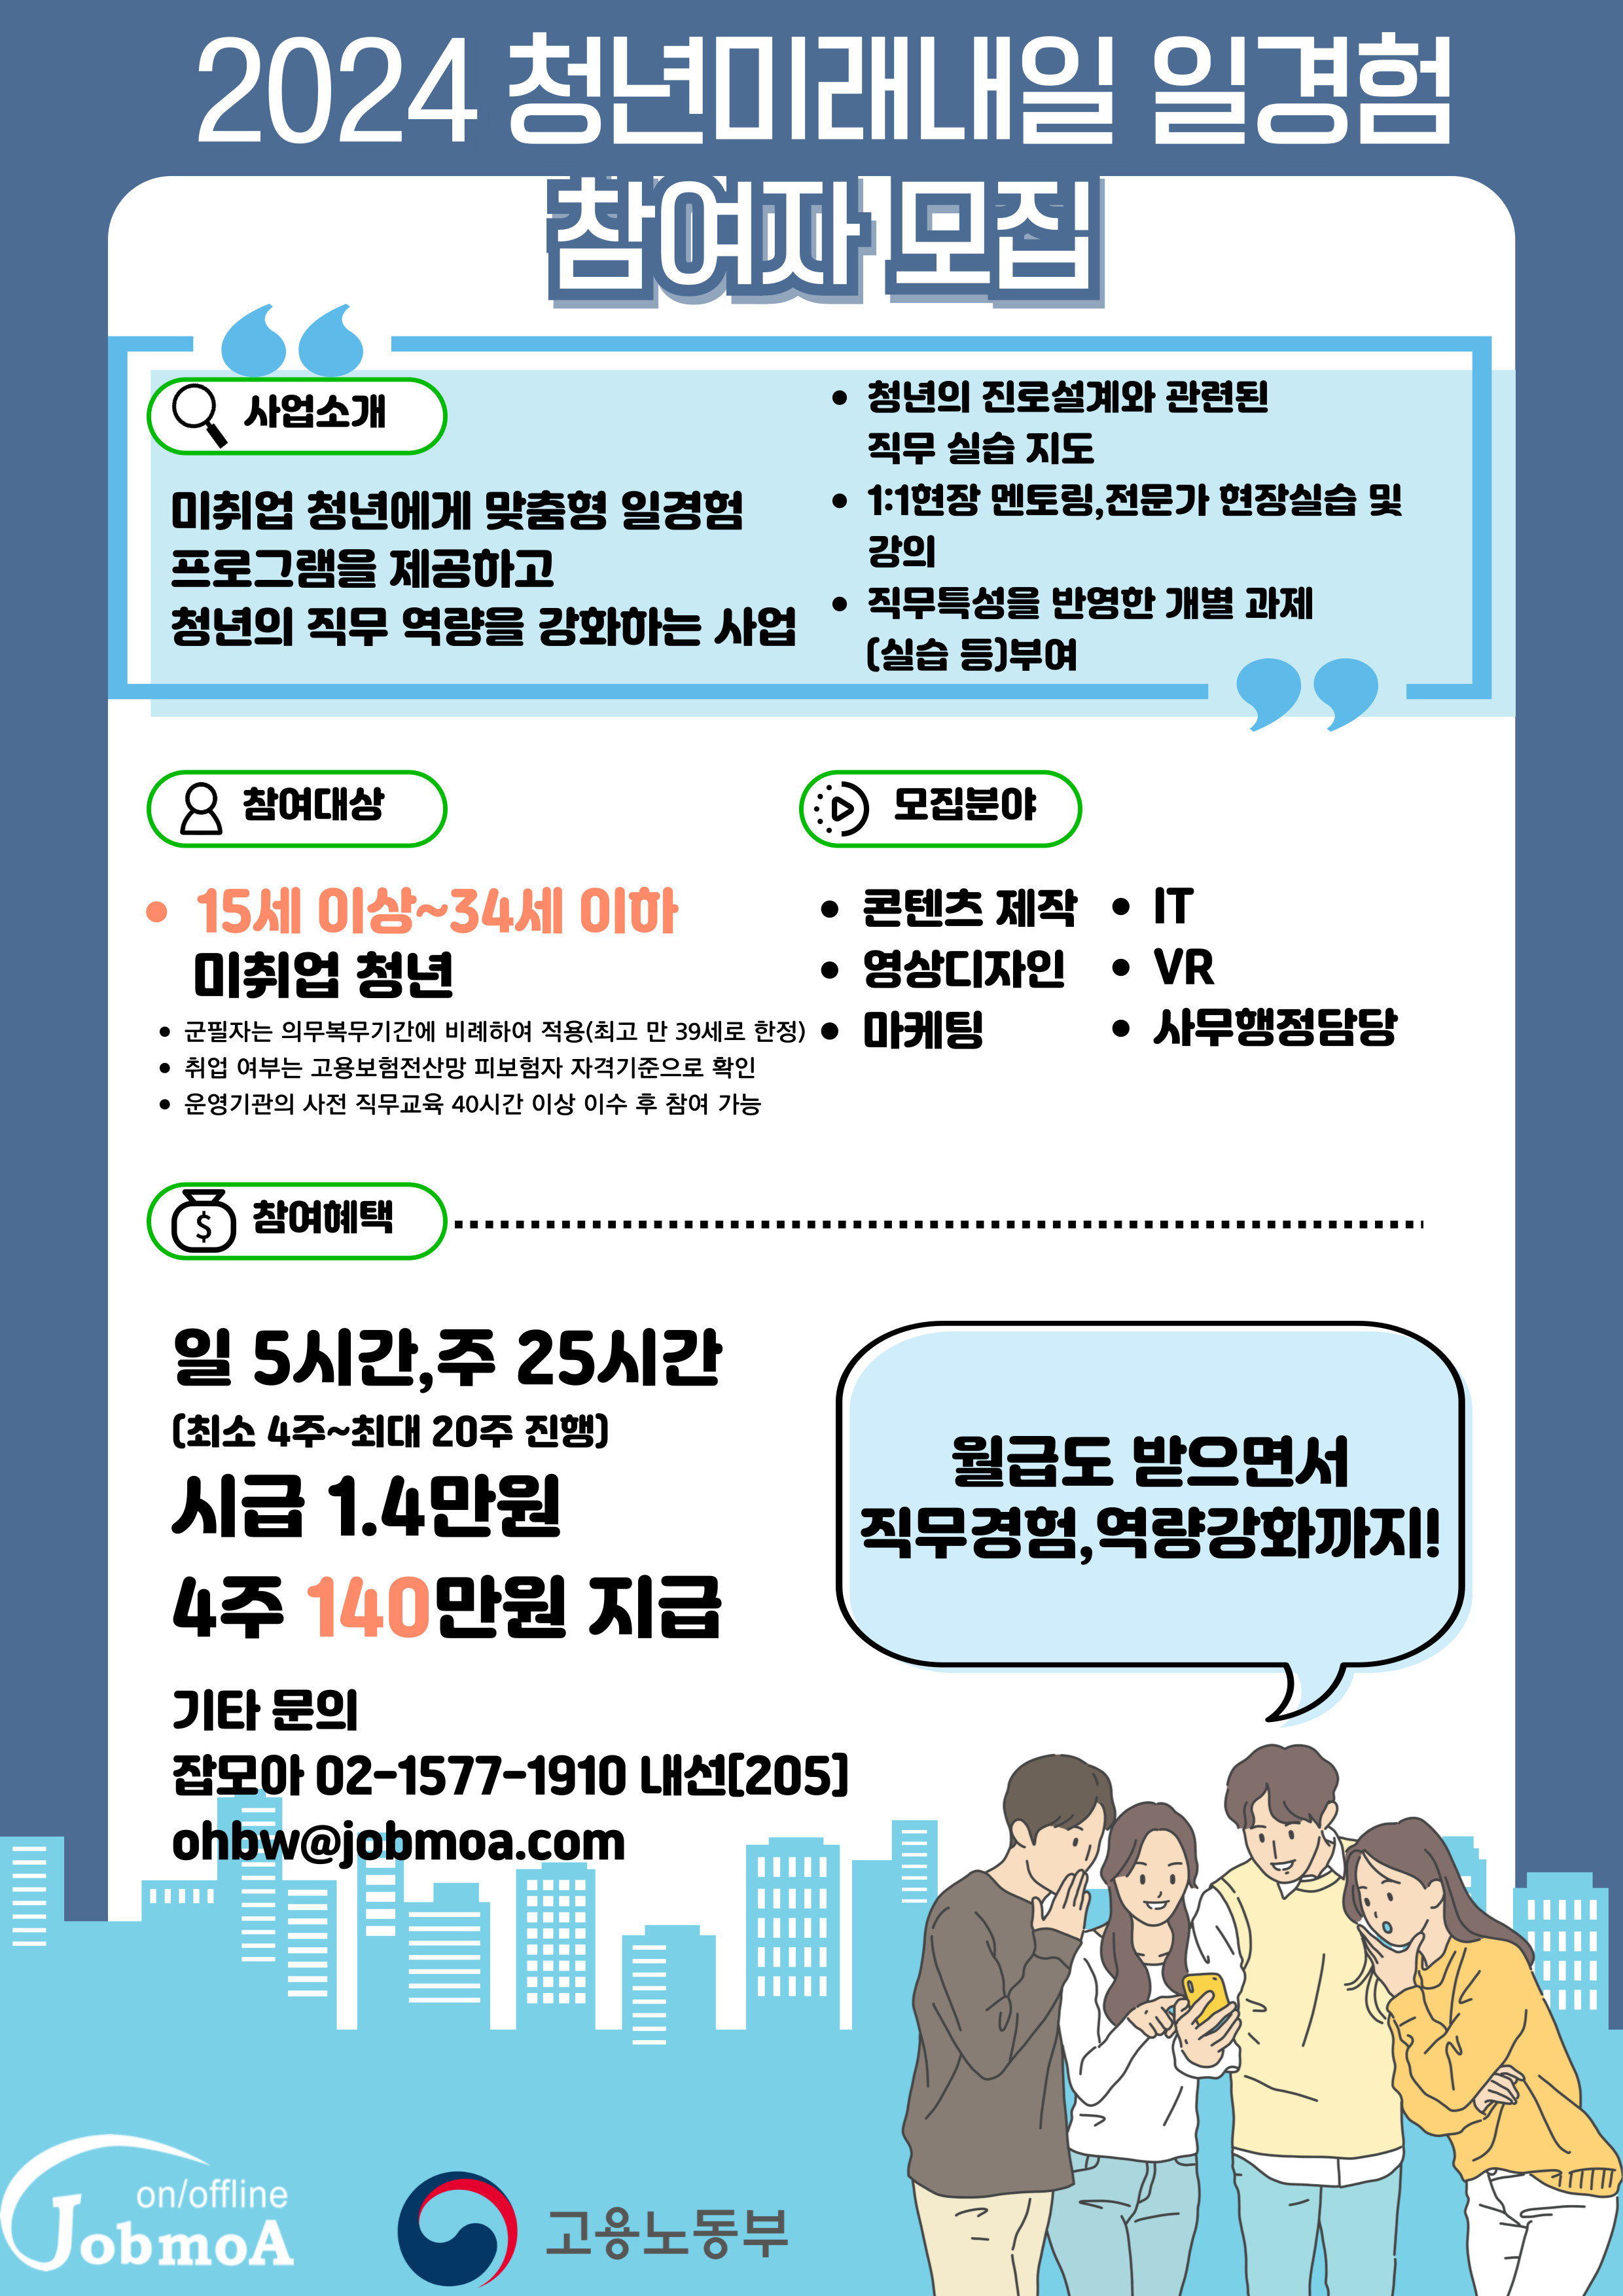 2024 청년미래내일 일경험
참여자 모집
사업소개
미취업 청년에게 맞춤형 일경험
프로그램을 제공하고
청년의 직무 역량을 강화하는 사업
• 청년의 진로설계와 관련된
직무 실습 지도
• 1:1현장 멘토링,전문가 현장실습 및
강의
• 직무특성을 반영한 개별 과제
(실습 등)부여
참여대상
• 15세 이상~34세 이하
미취업 청년
• 군필자는 의무복무기간에 비례하여 적용(최고 만 39세로 한정)
• 취업 여부는 고용보험전산망 피보험자 자격기준으로 확인
• 운영기관의 사전 직무교육 40시간 이상 이수 후 참여 가능
모집분야
• 콘텐츠 제작
• 영상디자인
• 마케팅
• IT
• VR
• 사무행정담당
$
참여혜택
일 5시간,주 25시간
(최소 4주~최대 20주 진행)
시급 1.4만원
4주 140만원 지급
월급도 받으면서
직무경험,역량강화까지!
기타 문의
잡모아 02-1577-1910 내선[205]
ohbw@jobmoa.com
on/offline
JobmoA
고용노동부